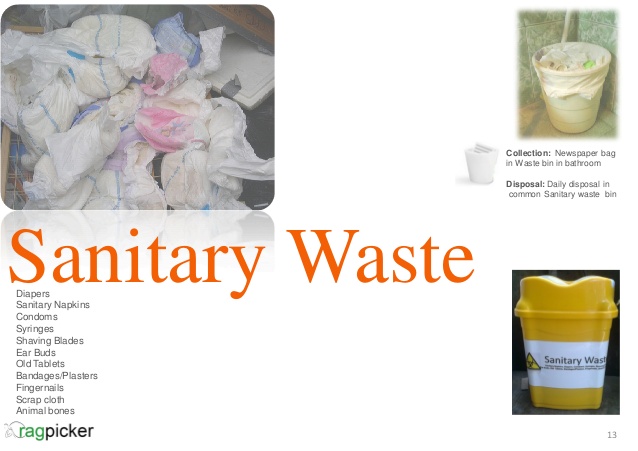 Collection: Newspaper bag
in Waste bin in bathroom
Disposal: Daily disposal in
common Sanitary waste bin
Sanitary Waste
Diapers
Sanitary Napkins
Condoms
Syringes
Shaving Blades
Ear Buds
Old Tablets
Bandages/Plasters
Fingernails
Scrap cloth
Animal bones
Sanitary Wast
ragpicker
13